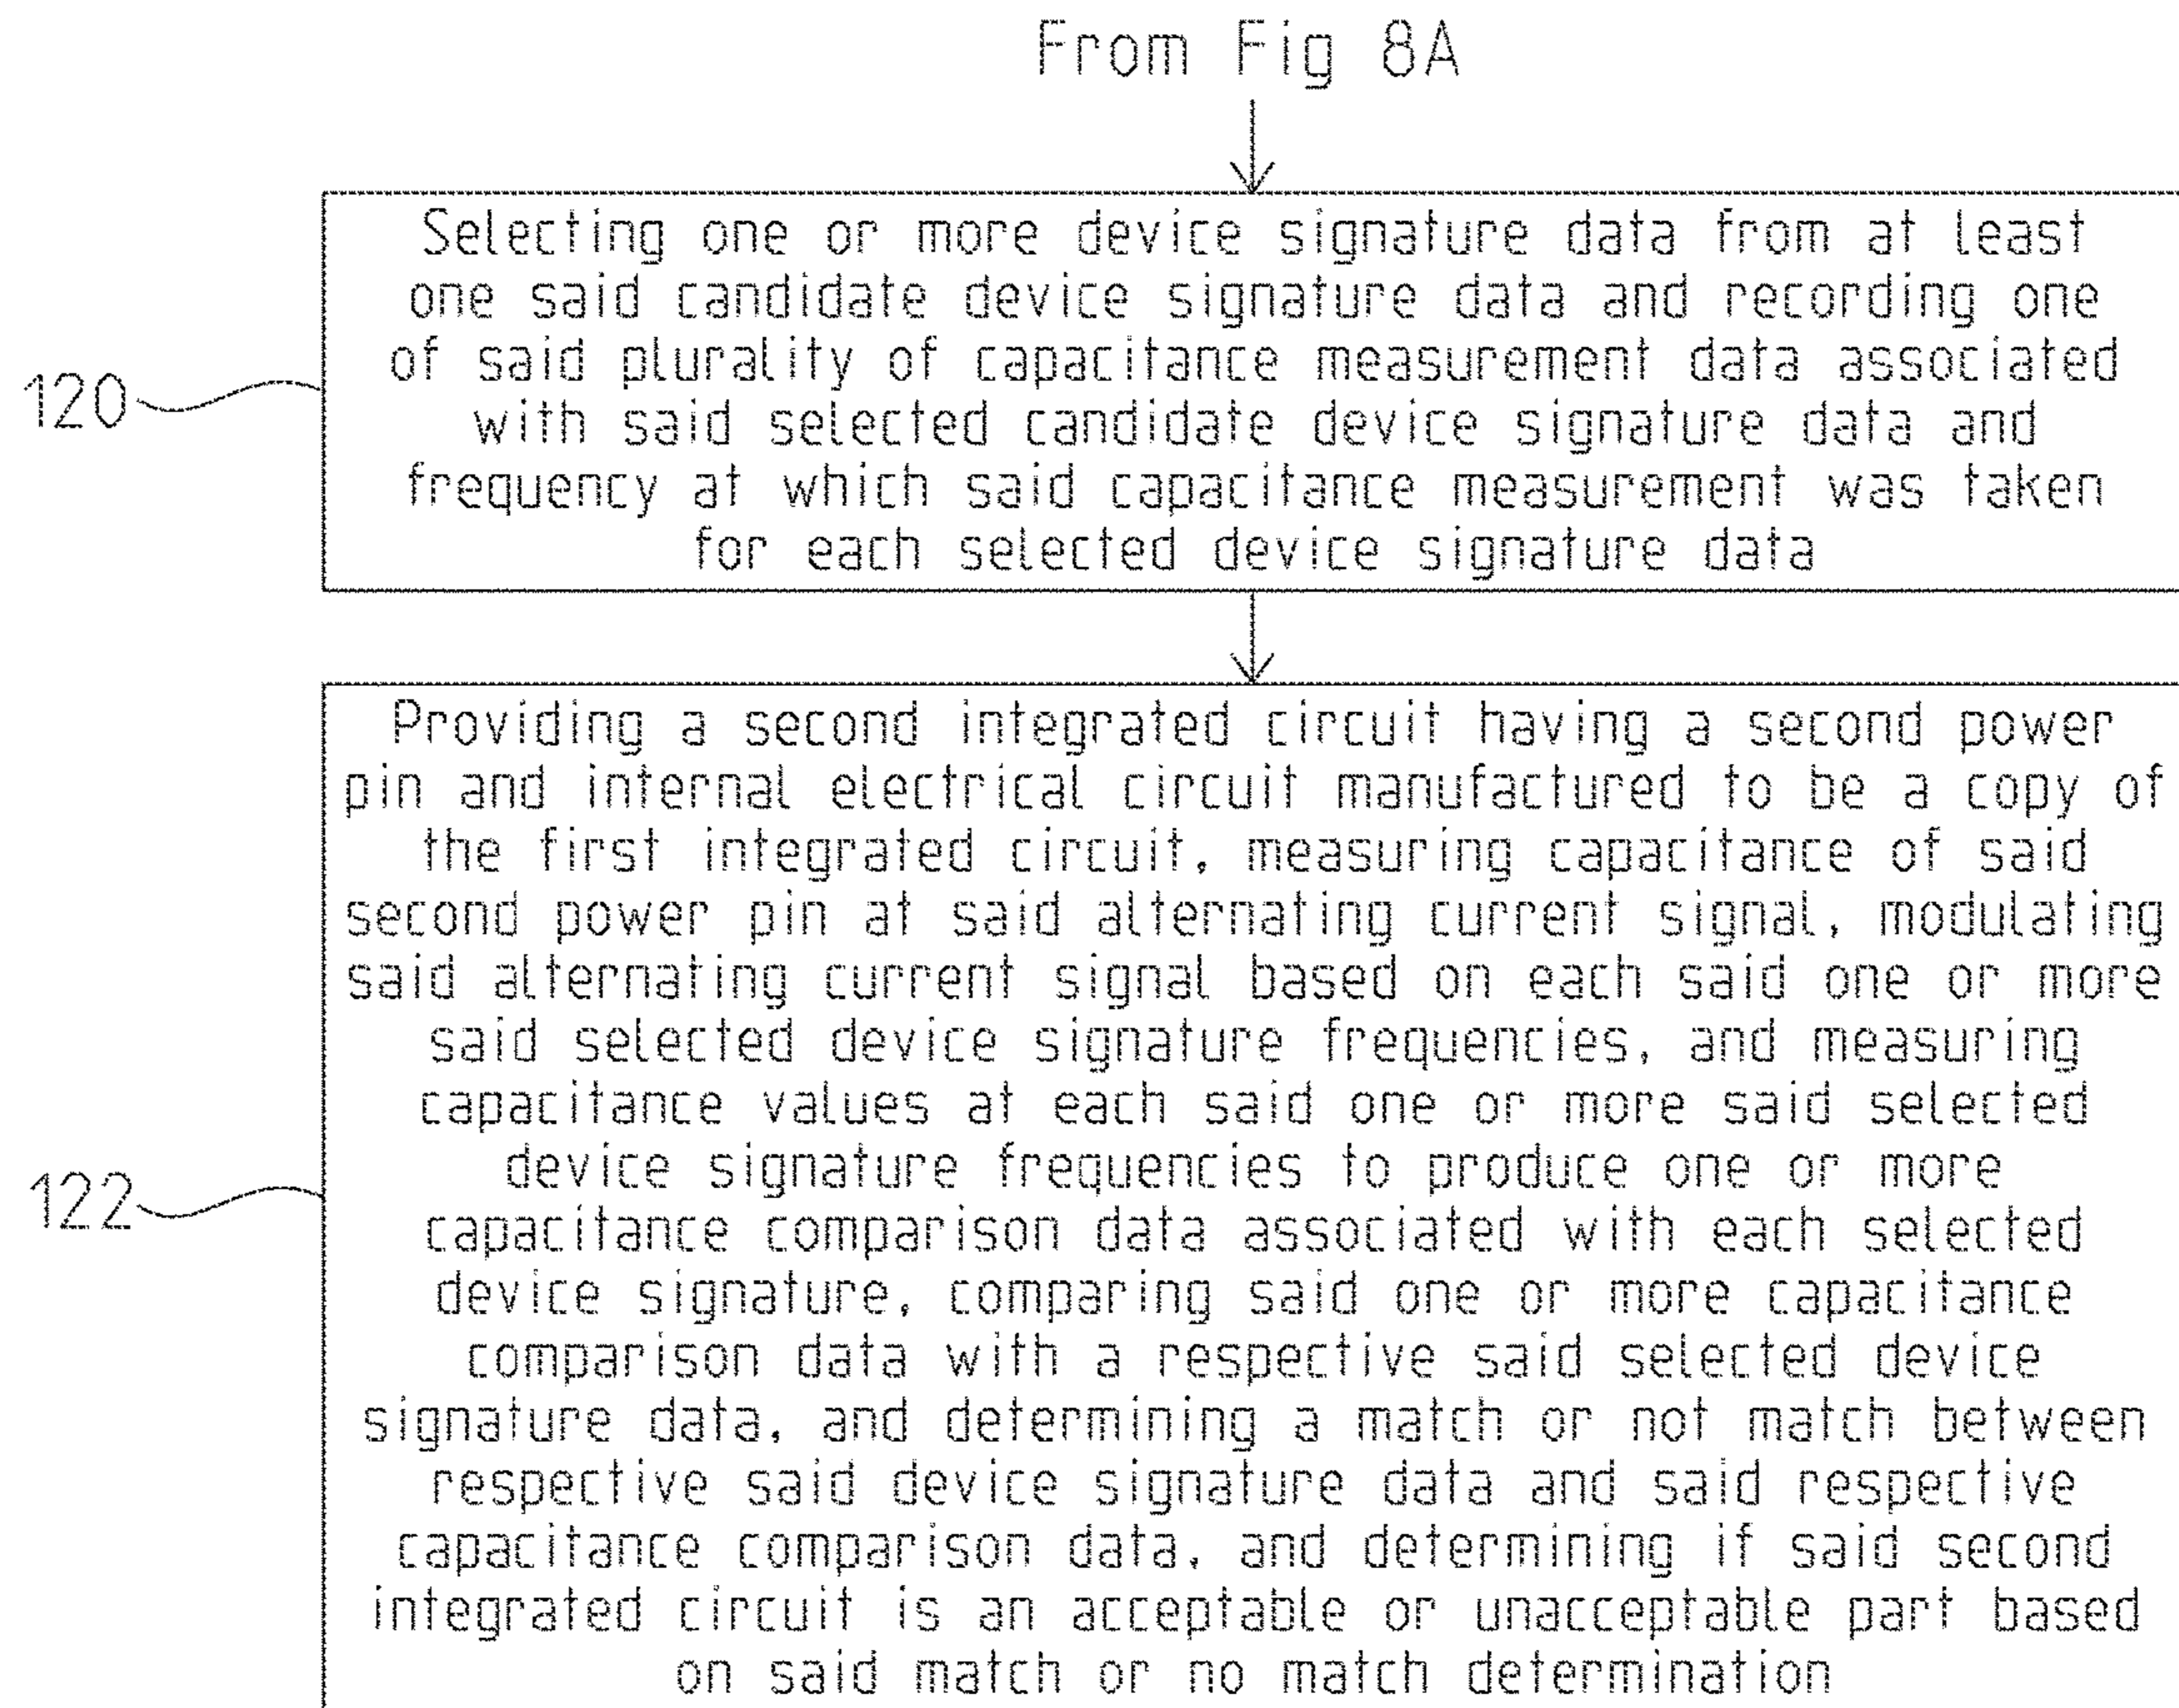 From Fig 8A
Selecting one or more device signature data from at least
one said candidate device signature data and recording one
of said plurality of capacitance measurement data associated
120
with said selected candidate device signature data and
frequency at which said capacitance measurement was taken
for each selected device signature data
Providing a second integrated circuit having a second power
pin and internal electrical circuit manufactured to be a copy of
the first integrated circuit, measuring capacitance of said
second power pin at said alternating current signal, modulating
said alternating current signal based on each said one or more
said selected device signature frequencies, and measuring
capacitance values at each said one or more said selected
device signature frequencies to produce one or more
122
capacitance comparison data associated with each selected
device signature, comparing said one or more capacitance
comparison data with a respective said selected device
signature data, and determining a match or not match between
respective said device signature data and said respective
capacitance comparison data, and determining if said second
integrated circuit is an acceptable or unacceptable part based
on said match or no match determination